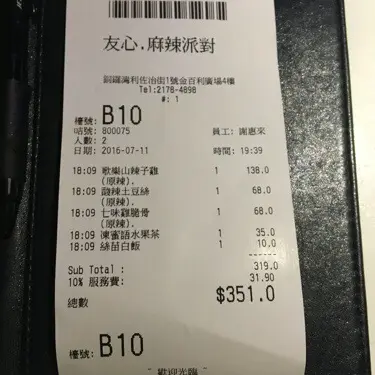 友心.麻辣派對
銅鑼灣利佐治街1號金百利廣場4樓
Tel:2178-4898
#: 1
檯號: B10
咭號: 800075 員工: 謝惠來
人數: 2
日期: 2016-07-11 時間: 19:39
18:09 歌樂山辣子雞 1 138.0
(原辣).
18:09 酸辣土豆絲 1 68.0
(原辣).
18:09 七味雞脆骨 1 68.0
(原辣).
18:09 凍蜜語水果茶 1 35.0
18:09 絲苗白飯 1 10.0
------
Sub Total : 319.0
10% 服務費: 31.90
總數 $351.0
檯號: B10
~ 歡迎光臨 ~